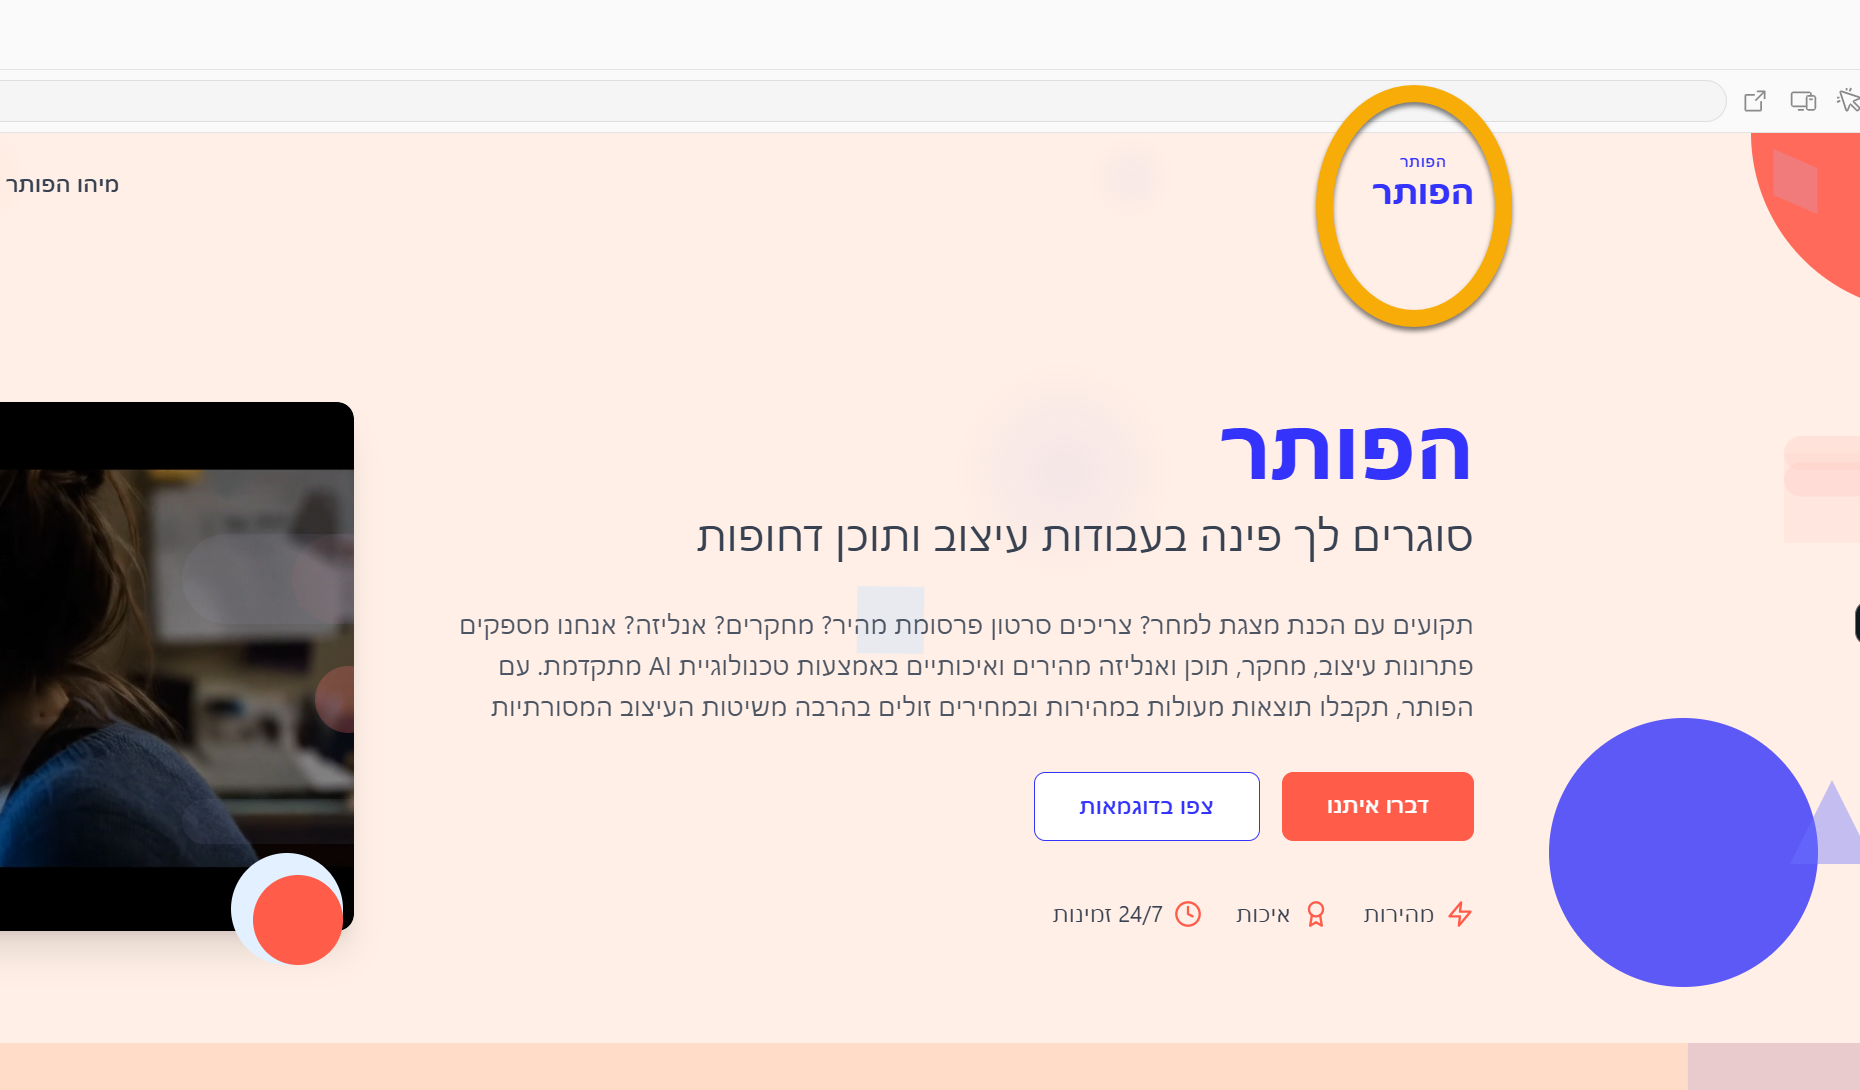 הפותר
הפותר
מיהו הפותר
הפותר
סוגרים לך פינה בעבודות עיצוב ותוכן דחופות
תקועים עם הכנת מצגת למחר? צריכים סרטון פרסומת מהיר? מחקרים? אנליזה? אנחנו מספקים
פתרונות עיצוב, מחקר, תוכן ואנליזה מהירים ואיכותיים באמצעות טכנולוגיית AI מתקדמת. עם
הפותר, תקבלו תוצאות מעולות במהירות ובמחירים זולים בהרבה משיטות העיצוב המסורתיות
דברו איתנו
צפו בדוגמאות
מהירות
איכות
24/7 זמינות